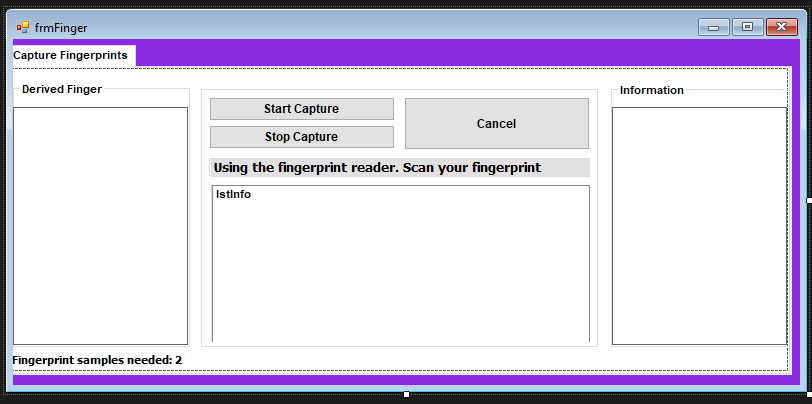 frmFinger
Capture Fingerprints
Derived Finger
Start Capture
Stop Capture
Cancel
Using the fingerprint reader. Scan your fingerprint
lstInfo
Information
Fingerprint samples needed: 2